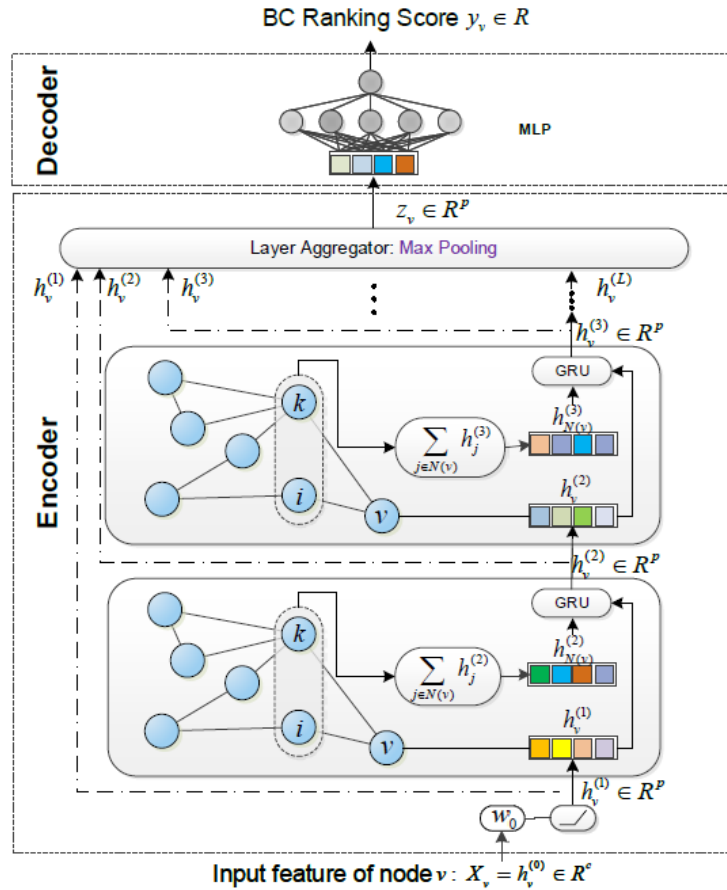 BC Ranking Score y_v ∈ R
Decoder
MLP
z_v ∈ R^p
Layer Aggregator: Max Pooling
h_v^(1) h_v^(2) h_v^(3) h_v^(L)
h_v^(3) ∈ R^p
Encoder
GRU
k
h_N(v)^(3)
∑_{j∈N(v)} h_j^(3)
i
h_v^(2)
v
h_v^(2) ∈ R^p
GRU
k
h_N(v)^(2)
∑_{j∈N(v)} h_j^(2)
i
h_v^(1)
v
h_v^(1) ∈ R^p
w_0
Input feature of node v : X_v = h_v^(0) ∈ R^c